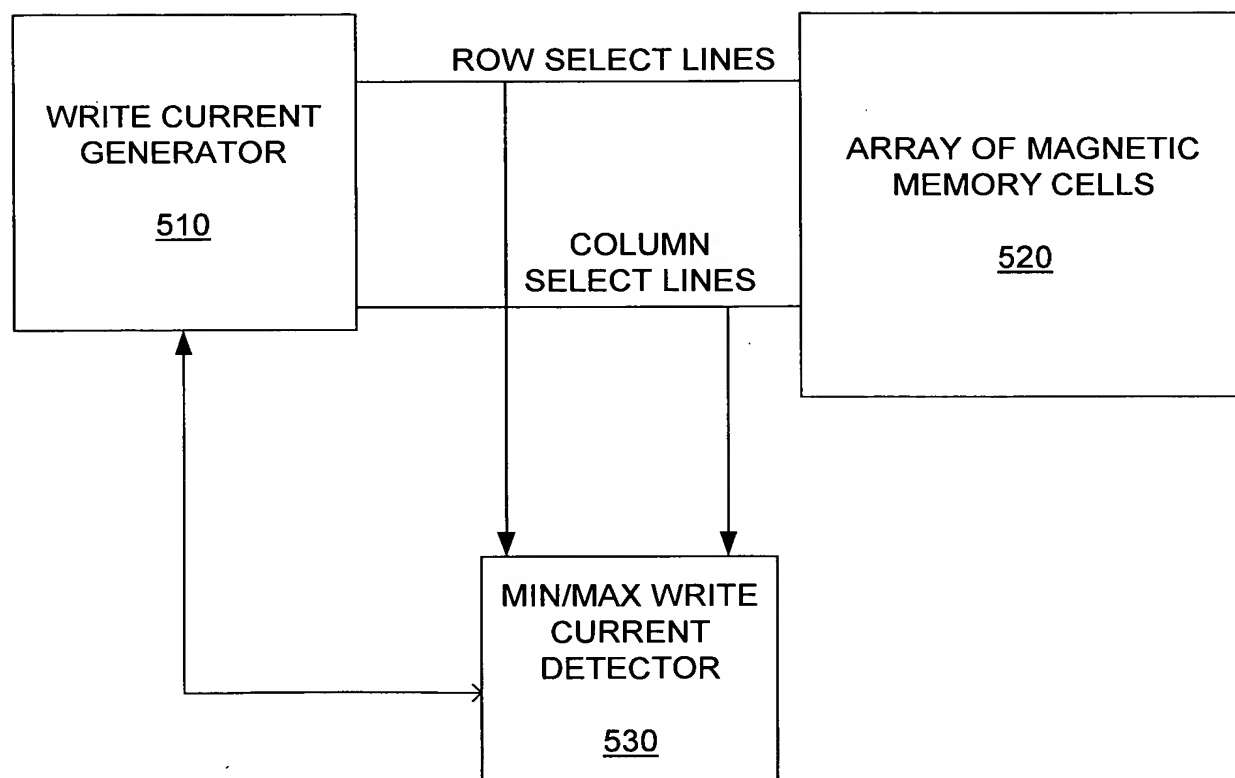 ROW SELECT LINES
WRITE CURRENT
GENERATOR
510
ARRAY OF MAGNETIC
MEMORY CELLS
520
COLUMN
SELECT LINES
MIN/MAX WRITE
CURRENT
DETECTOR
530